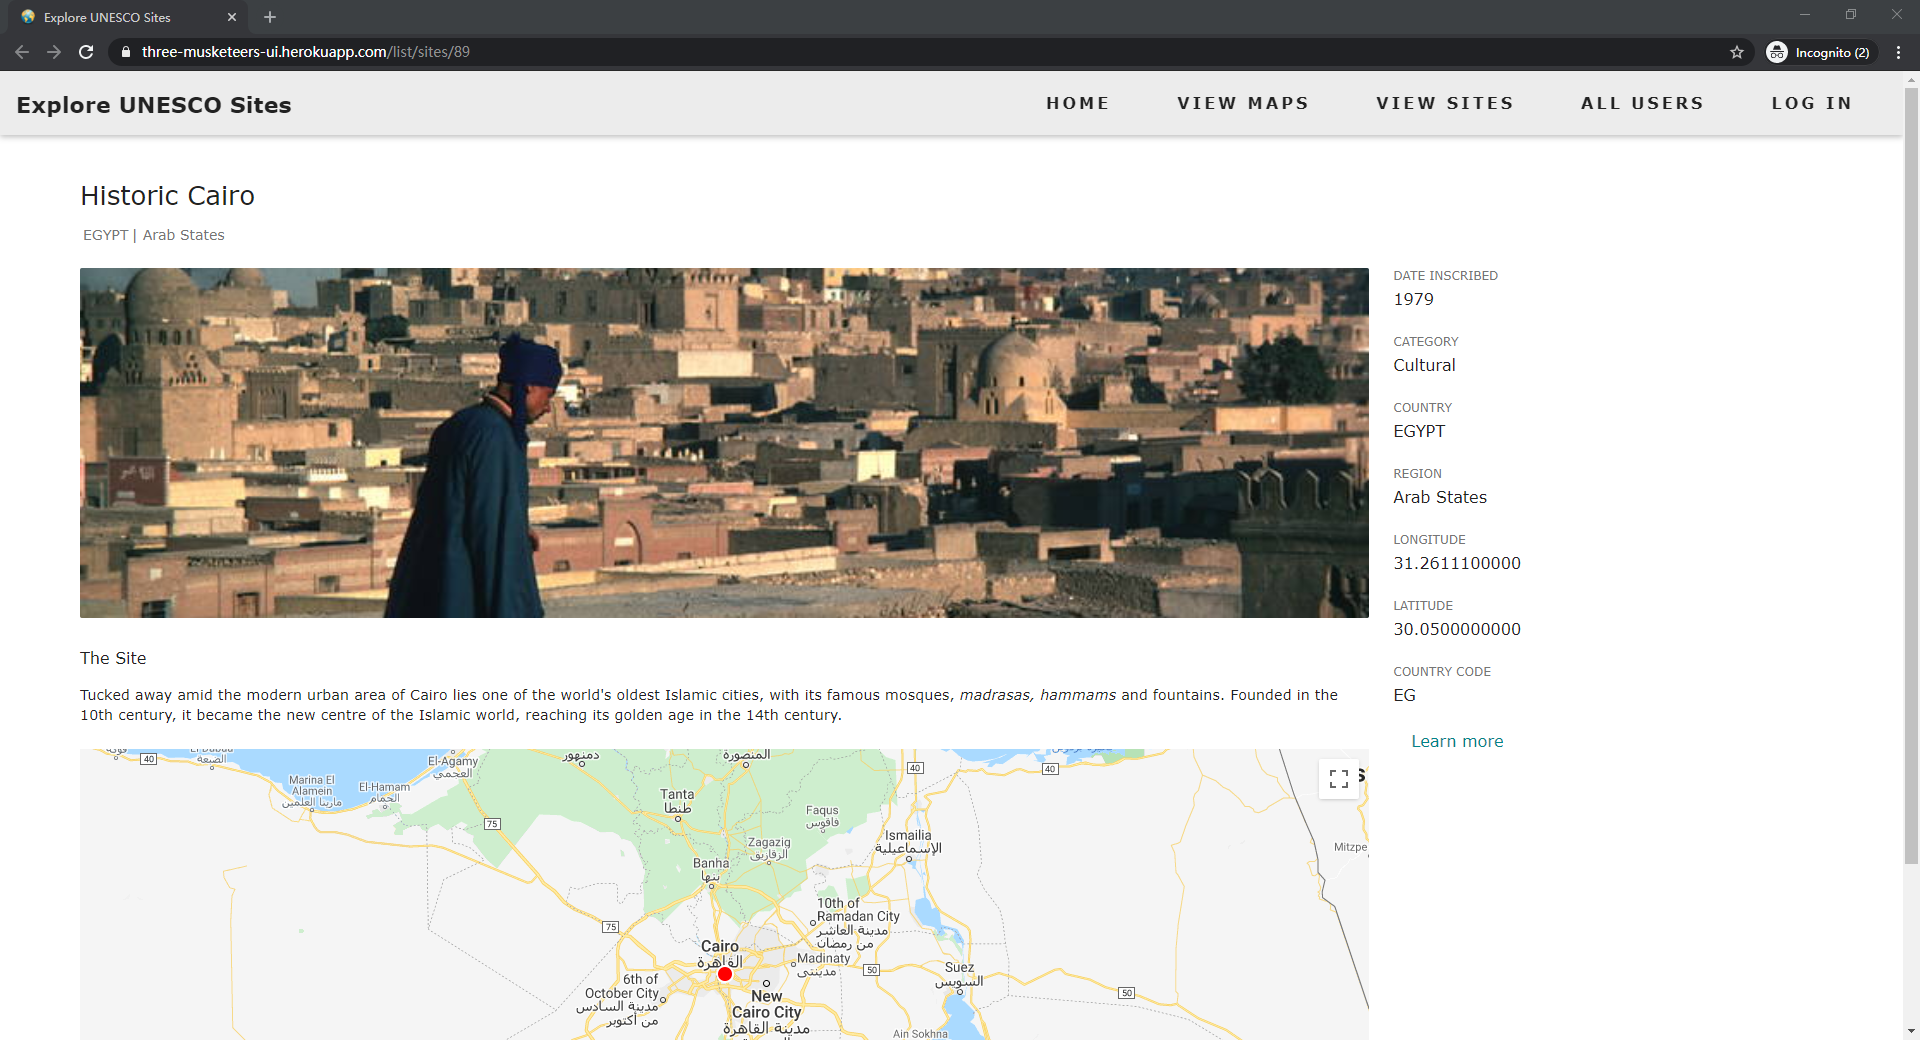 Explore UNESCO Sites
three-musketeers-ui.herokuapp.com/list/sites/89
Incognito (2)
Explore UNESCO Sites
HOME
VIEW MAPS
VIEW SITES
ALL USERS
LOG IN
Historic Cairo
EGYPT | Arab States
DATE INSCRIBED
1979
CATEGORY
Cultural
COUNTRY
EGYPT
REGION
Arab States
LONGITUDE
31.2611100000
LATITUDE
30.0500000000
COUNTRY CODE
EG
Learn more
The Site
Tucked away amid the modern urban area of Cairo lies one of the world's oldest Islamic cities, with its famous mosques, madrasas, hammams and fountains. Founded in the
10th century, it became the new centre of the Islamic world, reaching its golden age in the 14th century.
40
الضبعة
Marina El
Alamein
مارينا العلمين
El-Hamam
الحمام
El-Agamy
العجمي
دمنهور
المنصورة
40
40
75
Tanta
طنطا
Faqus
فاقوس
Zagazig
الزقازيق
Ismailia
الإسماعيلية
Banha
بنها
Mitzpe
75
10th of
Ramadan City
مدينة العاشر
من رمضان
Cairo
القاهرة
Madinaty
مدينتي
50
Suez
السويس
50
6th of
October City
مدينة السادس
من أكتوبر
New
Cairo City
مدينة القاهرة
Ain Sokhna